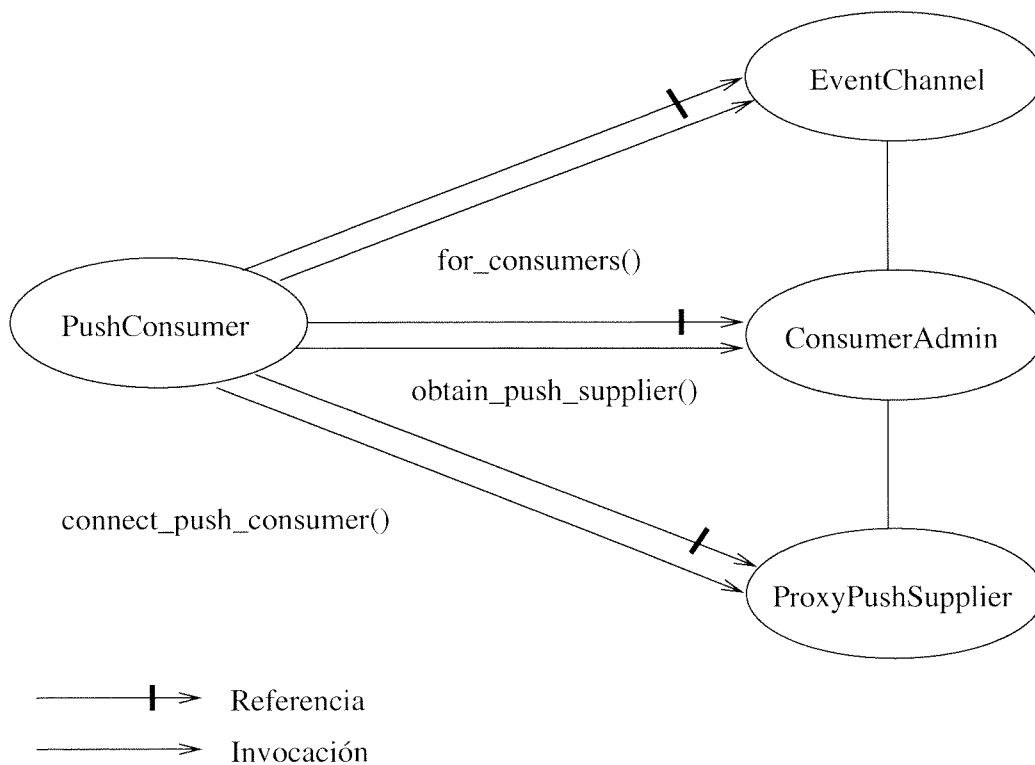 EventChannel
for_consumers()
PushConsumer
ConsumerAdmin
obtain_push_supplier()
connect_push_consumer()
ProxyPushSupplier
Referencia
Invocación